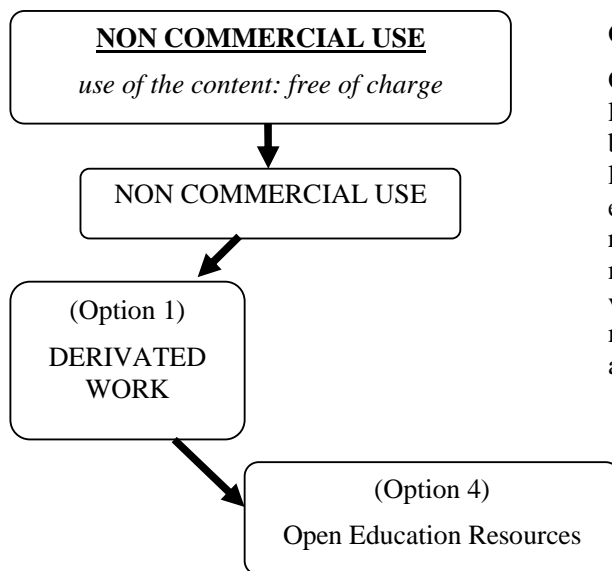 NON COMMERCIAL USE
use of the content: free of charge
NON COMMERCIAL USE
(Option 1)
DERIVATED
WORK
(Option 4)
Open Education Resources